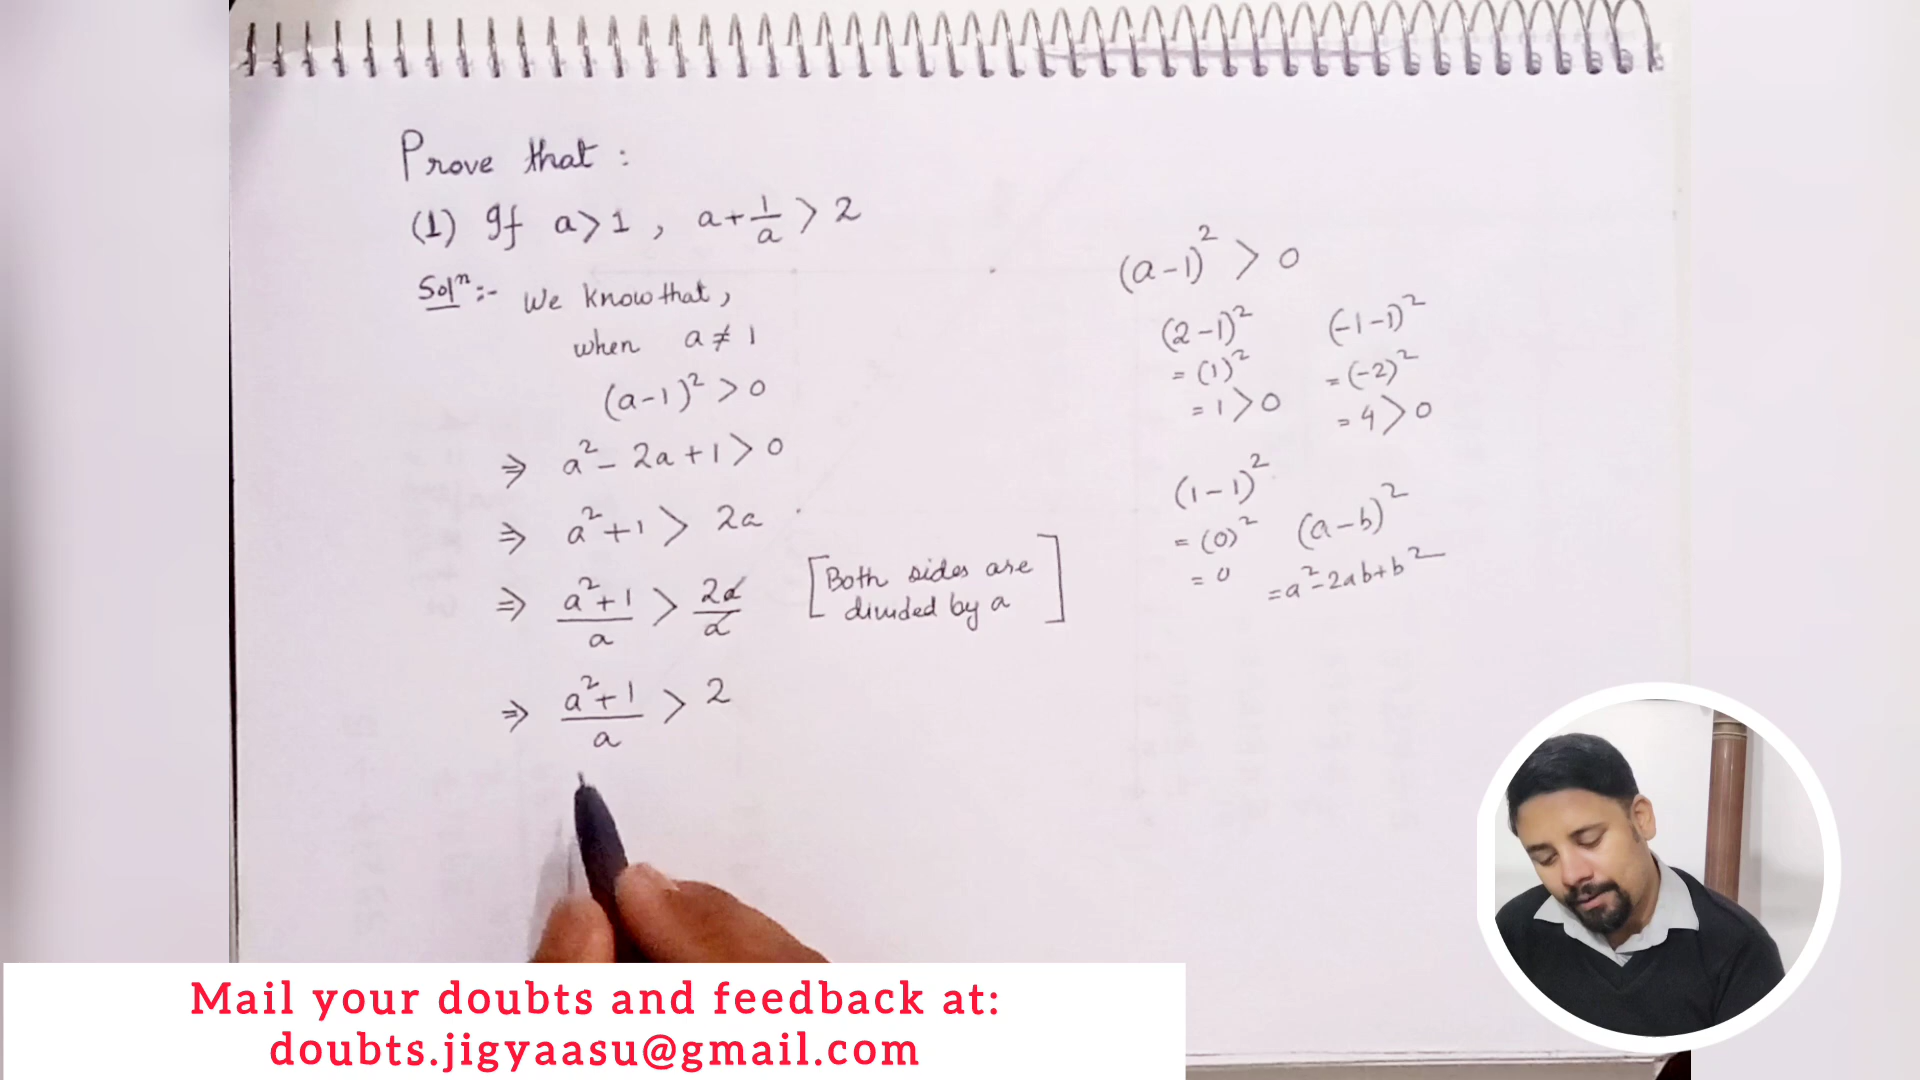 Prove that :
(1) If a > 1 , a + 1/a > 2
Solⁿ :- We know that ,
when a ≠ 1
(a-1)² > 0
⇒ a² - 2a + 1 > 0
⇒ a² + 1 > 2a
⇒ (a² + 1)/a > 2a/a [Both sides are
divided by a]
⇒ (a² + 1)/a > 2
(a-1)² > 0
(2-1)²
= (1)²
= 1 > 0
(-1-1)²
= (-2)²
= 4 > 0
(1-1)²
= (0)²
= 0
(a-b)²
= a² - 2ab + b²
Mail your doubts and feedback at:
doubts.jigyaasu@gmail.com